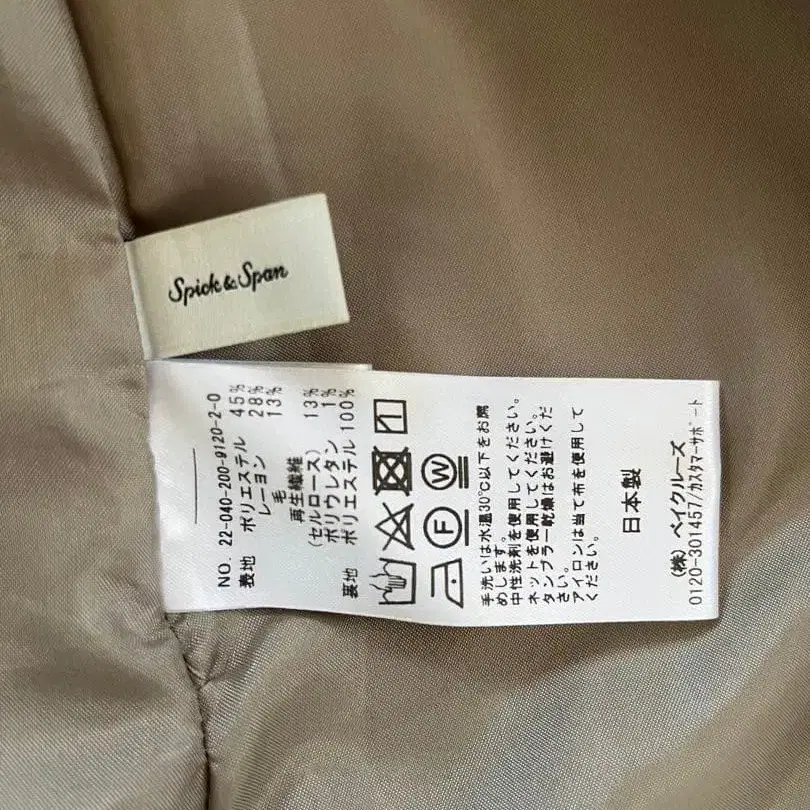 Spick & Span
NO. 22-040-200-9120-2-0
表地 ポリエステル 45%
レーヨン 28%
毛 13%
再生繊維
(セルロース) 13%
ポリウレタン 1%
裏地 ポリエステル 100%
F
W
手洗いは水温30℃以下をお薦
めします。
中性洗剤を使用してください。
ネットを使用してください。
タンブラー乾燥はお避けくだ
さい。
アイロンは当て布を使用して
ください。
日本製
(株) ベイクルーズ
0120-301457/カスタマーサポート